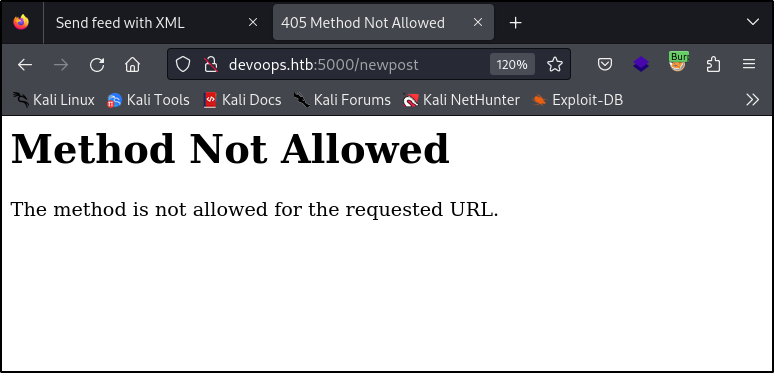 Send feed with XML
405 Method Not Allowed
devoops.htb:5000/newpost
120%
Bur
Kali Linux
Kali Tools
Kali Docs
Kali Forums
Kali NetHunter
Exploit-DB
Method Not Allowed
The method is not allowed for the requested URL.